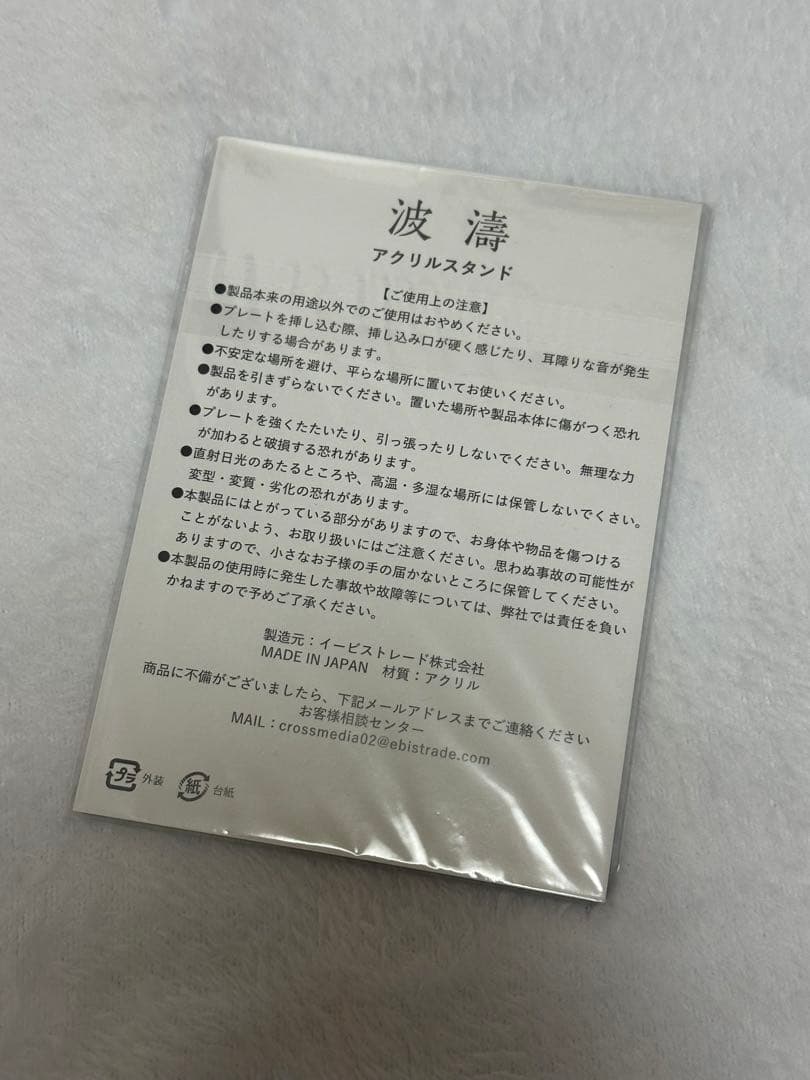 波濤
アクリルスタンド
【ご使用上の注意】
●製品本来の用途以外でのご使用はおやめください。
●プレートを挿し込む際、挿し込み口が硬く感じたり、耳障りな音が発生
したりする場合があります。
●不安定な場所を避け、平らな場所に置いてお使いください。
●製品を引きずらないでください。置いた場所や製品本体に傷がつく恐れ
があります。
●プレートを強くたたいたり、引っ張ったりしないでください。無理な力
が加わると破損する恐れがあります。
●直射日光のあたるところや、高温・多湿な場所には保管しないでくさい。
変型・変質・劣化の恐れがあります。
●本製品にはとがっている部分がありますので、お身体や物品を傷つける
ことがないよう、お取り扱いにはご注意ください。思わぬ事故の可能性が
ありますので、小さなお子様の手の届かないところに保管してください。
●本製品の使用時に発生した事故や故障等については、弊社では責任を負い
かねますので予めご了承ください。
製造元：イービストレード株式会社
MADE IN JAPAN 材質：アクリル
商品に不備がございましたら、下記メールアドレスまでご連絡ください
お客様相談センター
MAIL：crossmedia02@ebistrade.com
プラ 外装 紙 台紙